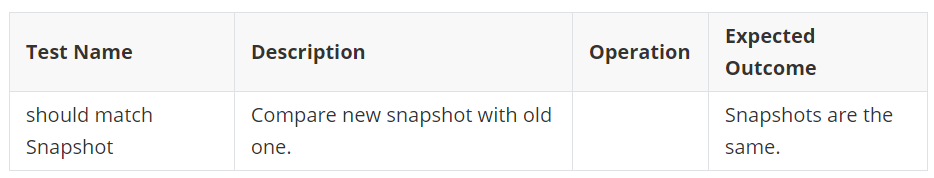 Test Name Description Operation Expected
Outcome
should match Compare new snapshot with old Snapshots are the
Snapshot one. same.